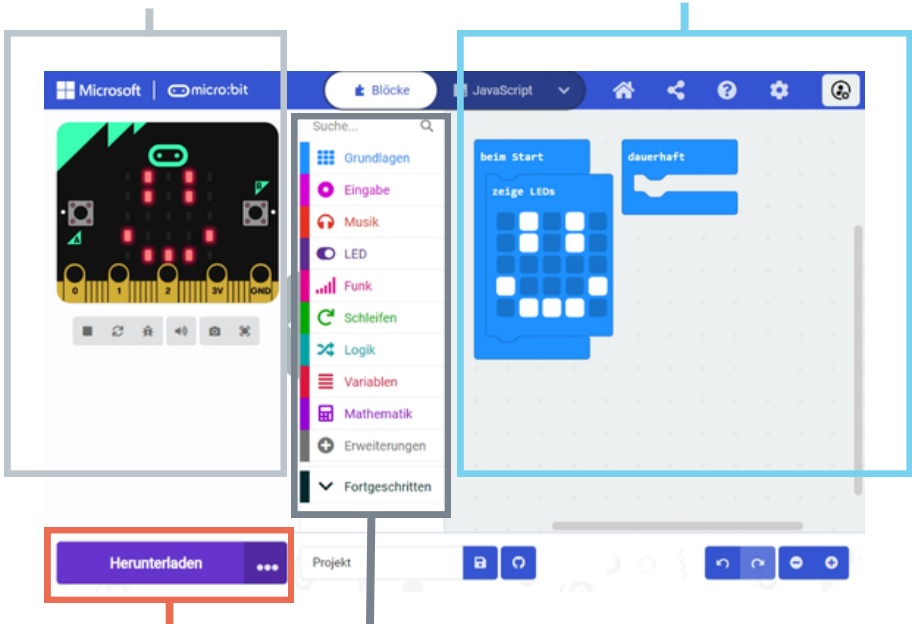 Microsoft | micro:bit
Blöcke
JavaScript
Suche...
Grundlagen
Eingabe
Musik
LED
Funk
Schleifen
Logik
Variablen
Mathematik
Erweiterungen
Fortgeschritten
A
B
0 1 2 3V GND
beim Start
zeige LEDs
dauerhaft
Herunterladen
Projekt